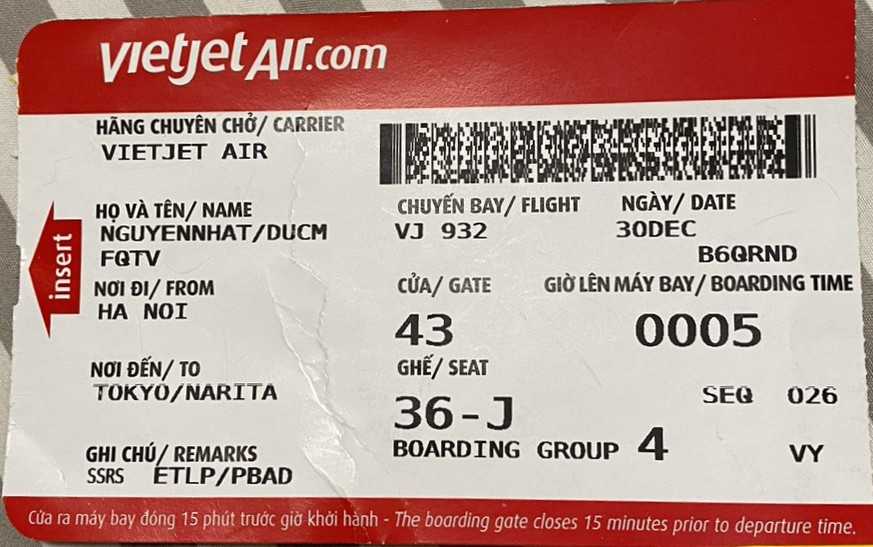 vietjetAir.com
HÃNG CHUYÊN CHỞ/ CARRIER
VIETJET AIR
HỌ VÀ TÊN/ NAME
NGUYENNHAT/DUCM
FQTV
CHUYẾN BAY/ FLIGHT
VJ 932
NGÀY/ DATE
30DEC
B6QRND
insert
NƠI ĐI/ FROM
HA NOI
CỬA/ GATE
43
GIỜ LÊN MÁY BAY/ BOARDING TIME
0005
NƠI ĐẾN/ TO
TOKYO/NARITA
GHẾ/ SEAT
36-J
SEQ 026
GHI CHÚ/ REMARKS
SSRS ETLP/PBAD
BOARDING GROUP 4
VY
Cửa ra máy bay đóng 15 phút trước giờ khởi hành - The boarding gate closes 15 minutes prior to departure time.